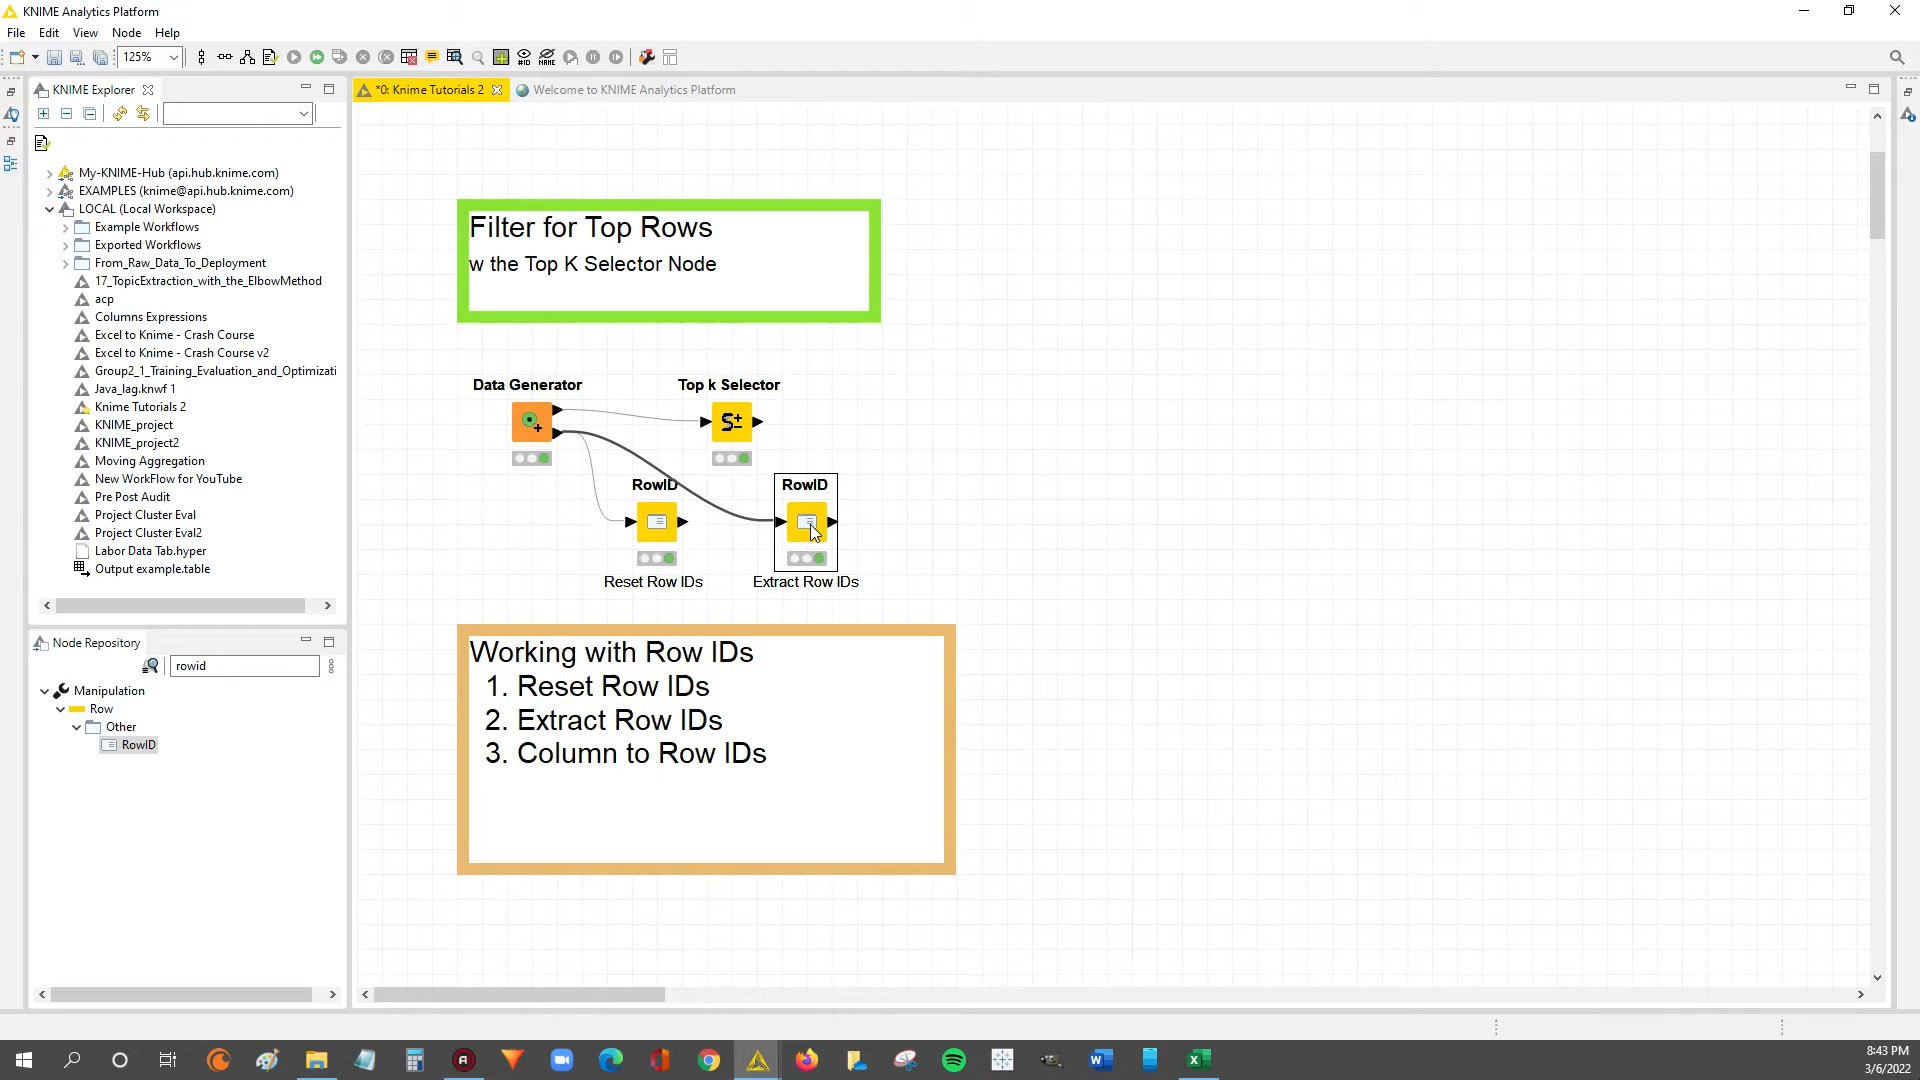 KNIME Analytics Platform
File Edit View Node Help
125%
KNIME Explorer
*0: Knime Tutorials 2
Welcome to KNIME Analytics Platform
My-KNIME-Hub (api.hub.knime.com)
EXAMPLES (knime@api.hub.knime.com)
LOCAL (Local Workspace)
Example Workflows
Exported Workflows
From_Raw_Data_To_Deployment
17_TopicExtraction_with_the_ElbowMethod
acp
Columns Expressions
Excel to Knime - Crash Course
Excel to Knime - Crash Course v2
Group2_1_Training_Evaluation_and_Optimizati
Java_lag.knwf 1
Knime Tutorials 2
KNIME_project
KNIME_project2
Moving Aggregation
New WorkFlow for YouTube
Pre Post Audit
Project Cluster Eval
Project Cluster Eval2
Labor Data Tab.hyper
Output example.table
Node Repository
rowid
Manipulation
Row
Other
RowID
Filter for Top Rows
w the Top K Selector Node
Data Generator
Top k Selector
RowID
RowID
Reset Row IDs
Extract Row IDs
Working with Row IDs
1. Reset Row IDs
2. Extract Row IDs
3. Column to Row IDs
8:43 PM
3/6/2022